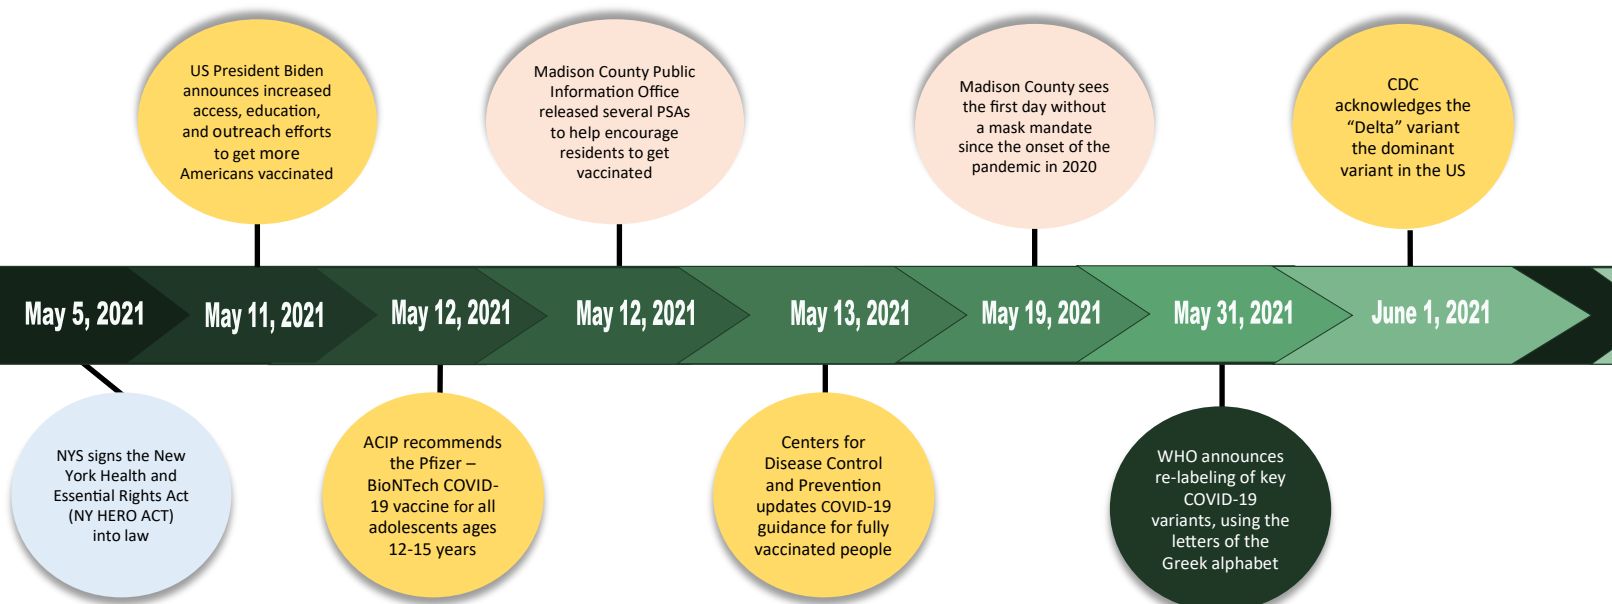 US President Biden
announces increased
access, education,
and outreach efforts
to get more
Americans vaccinated
Madison County Public
Information Office
released several PSAs
to help encourage
residents to get
vaccinated
Madison County sees
the first day without
a mask mandate
since the onset of the
pandemic in 2020
CDC
acknowledges the
“Delta” variant
the dominant
variant in the US
May 5, 2021
May 11, 2021
May 12, 2021
May 12, 2021
May 13, 2021
May 19, 2021
May 31, 2021
June 1, 2021
NYS signs the New
York Health and
Essential Rights Act
(NY HERO ACT)
into law
ACIP recommends
the Pfizer –
BioNTech COVID-
19 vaccine for all
adolescents ages
12-15 years
Centers for
Disease Control
and Prevention
updates COVID-19
guidance for fully
vaccinated people
WHO announces
re-labeling of key
COVID-19
variants, using the
letters of the
Greek alphabet